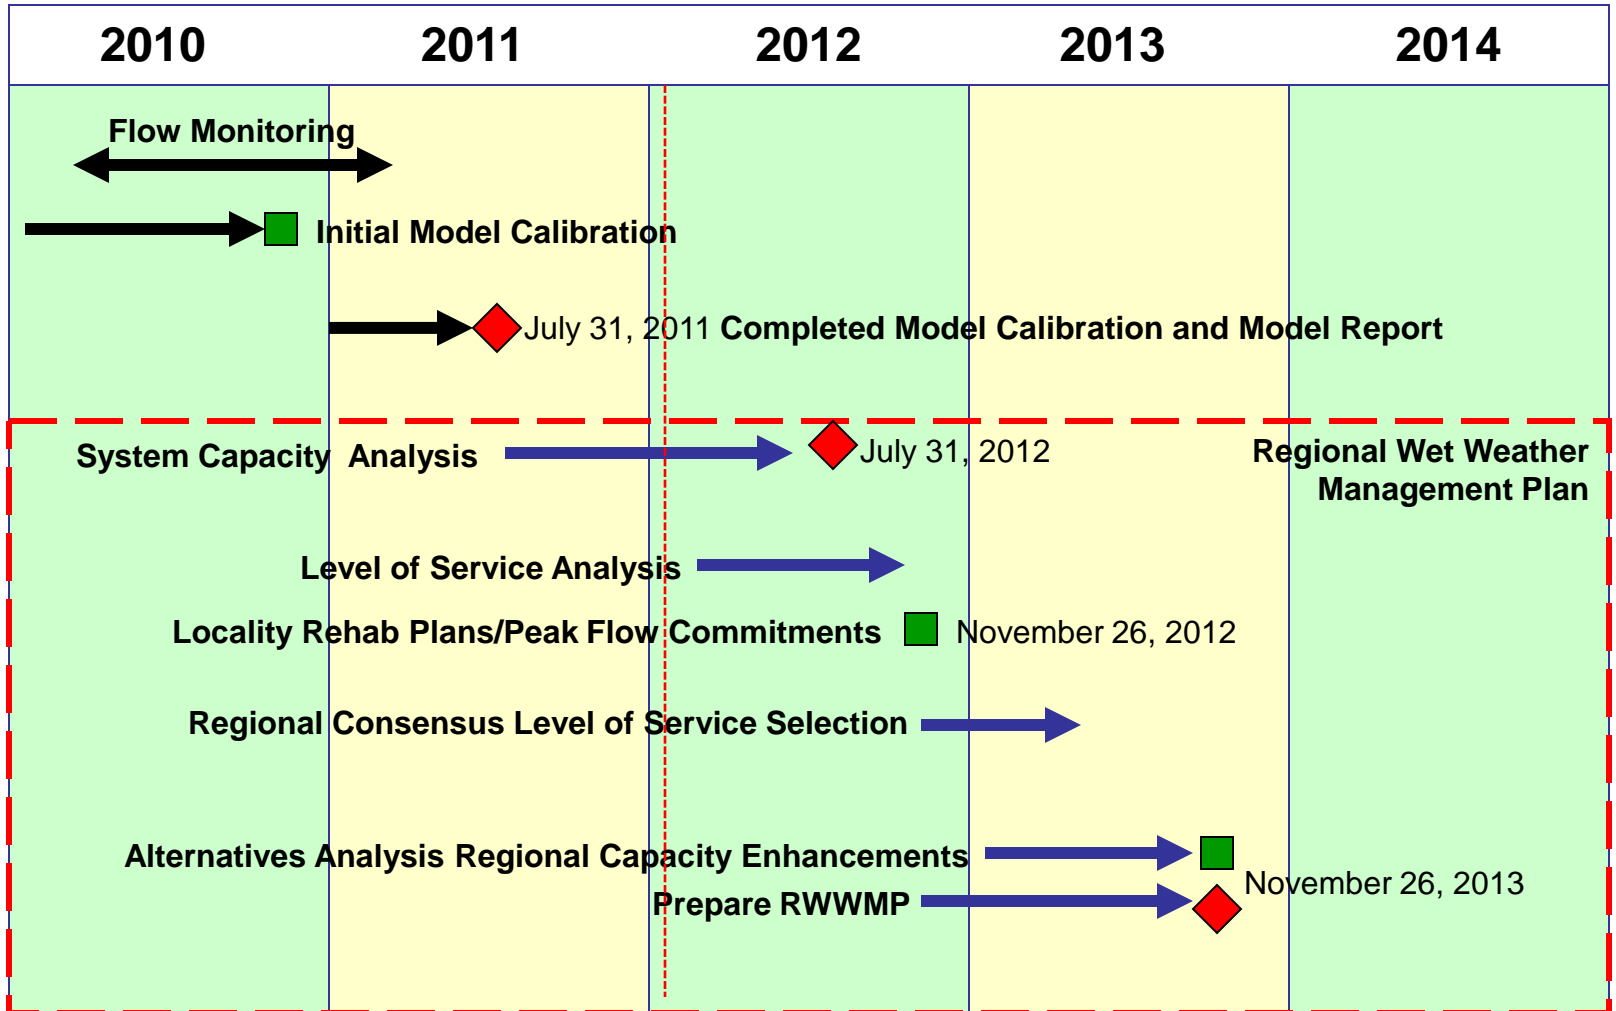 2010 2011 2012 2013 2014
Flow Monitoring
Initial Model Calibration
July 31, 2011 Completed Model Calibration and Model Report
System Capacity Analysis
July 31, 2012
Regional Wet Weather
Management Plan
Level of Service Analysis
Locality Rehab Plans/Peak Flow Commitments
November 26, 2012
Regional Consensus Level of Service Selection
Alternatives Analysis Regional Capacity Enhancements
November 26, 2013
Prepare RWWMP